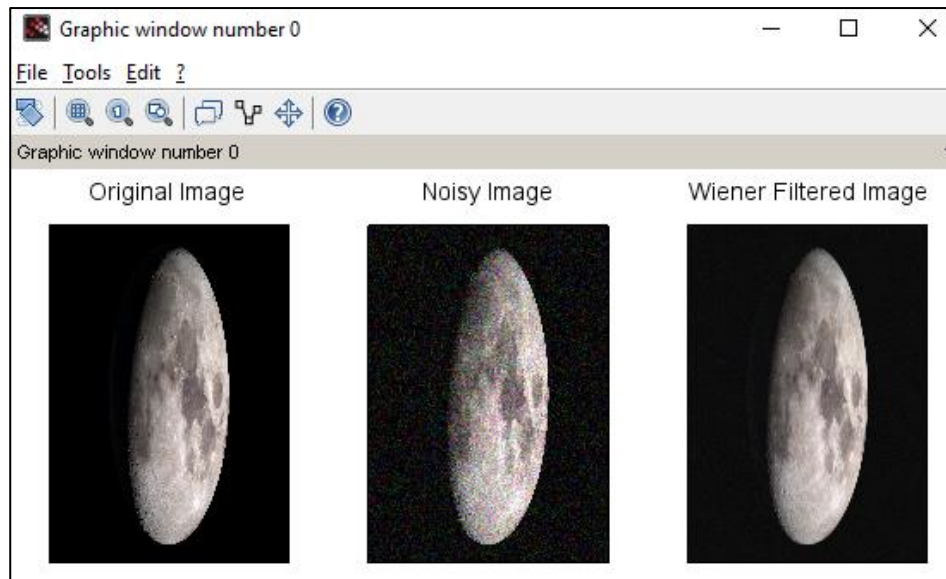 Graphic window number 0
File Tools Edit ?
Graphic window number 0
Original Image
Noisy Image
Wiener Filtered Image